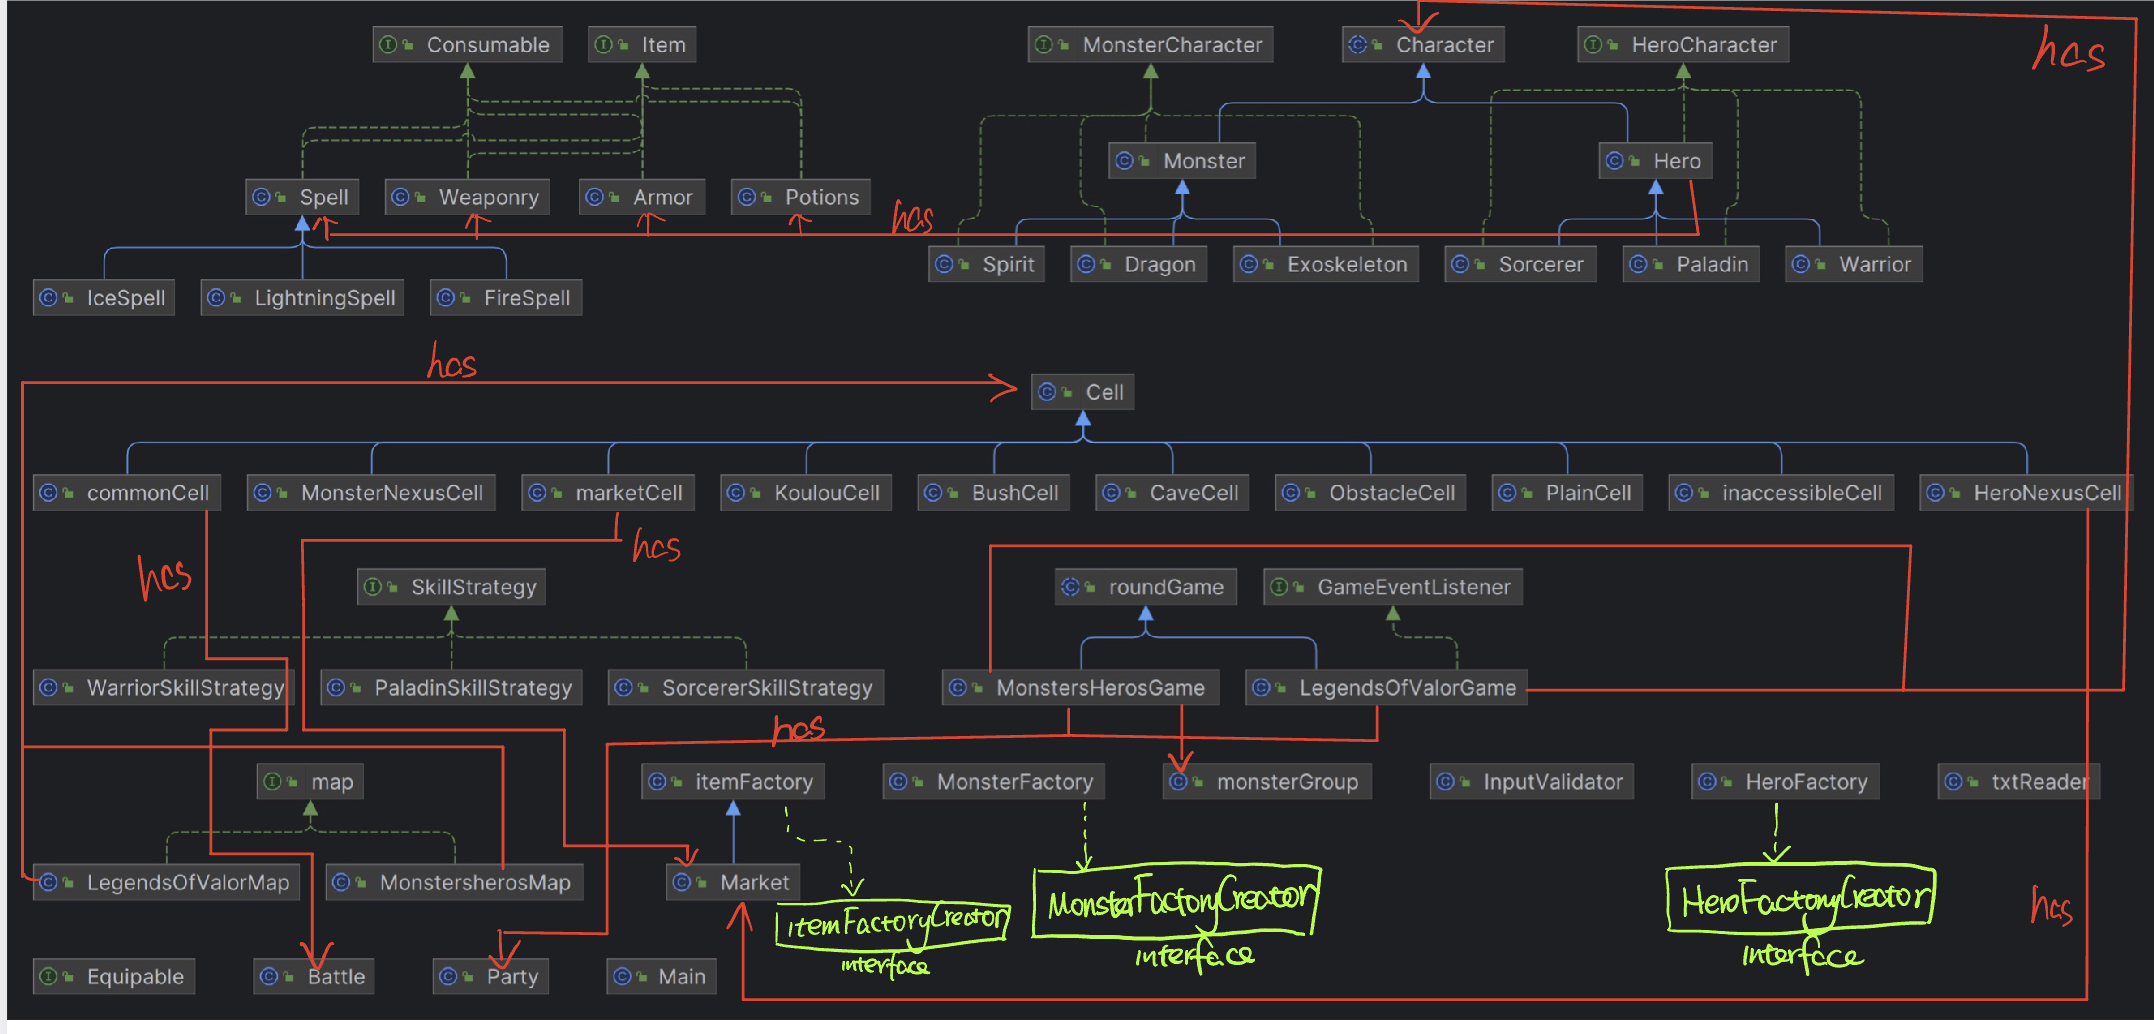 Consumable
Item
MonsterCharacter
Character
HeroCharacter
has
Monster
Hero
Spell
Weaponry
Armor
Potions
has
Spirit
Dragon
Exoskeleton
Sorcerer
Paladin
Warrior
IceSpell
LightningSpell
FireSpell
has
Cell
commonCell
MonsterNexusCell
marketCell
KoulouCell
BushCell
CaveCell
ObstacleCell
PlainCell
inaccessibleCell
HeroNexusCell
has
has
SkillStrategy
roundGame
GameEventListener
WarriorSkillStrategy
PaladinSkillStrategy
SorcererSkillStrategy
MonstersHerosGame
LegendsOfValorGame
has
map
itemFactory
MonsterFactory
monsterGroup
InputValidator
HeroFactory
txtReader
LegendsOfValorMap
MonstersherosMap
Market
itemFactoryCreator
interface
MonsterFactoryCreator
interface
HeroFactoryCreator
interface
has
Equipable
Battle
Party
Main